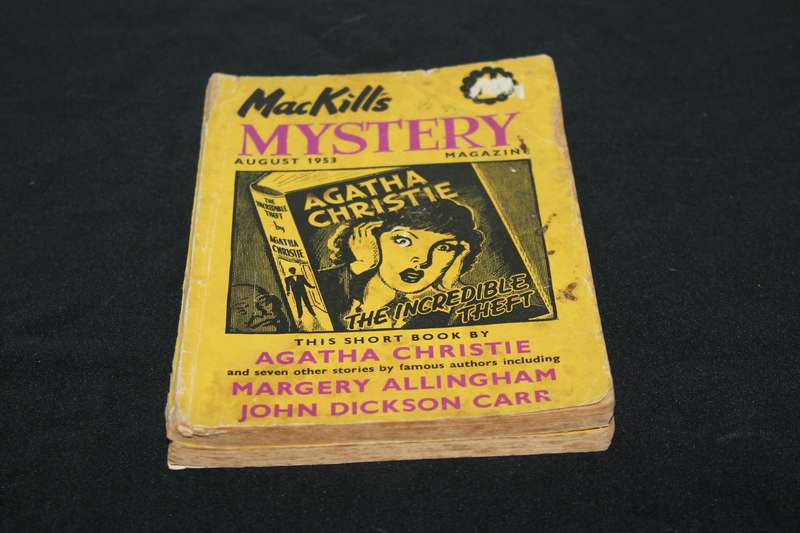 MacKill's
MYSTERY
AUGUST 1953 MAGAZINE
THE
INCREDIBLE
THEFT
by
AGATHA
CHRISTIE
AGATHA
CHRISTIE
THE INCREDIBLE
THEFT
THIS SHORT BOOK BY
AGATHA CHRISTIE
and seven other stories by famous authors including
MARGERY ALLINGHAM
JOHN DICKSON CARR